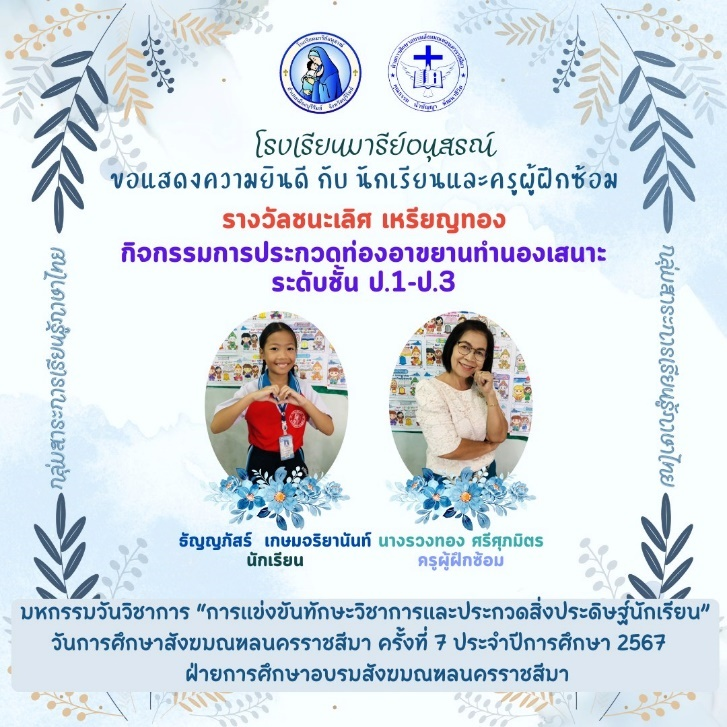 โรงเรียนมารีย์อนุสรณ์
ขอแสดงความยินดี กับ นักเรียนและครูผู้ฝึกซ้อม
รางวัลชนะเลิศ เหรียญทอง
กิจกรรมการประกวดท่องอาขยานทำนองเสนาะ
ระดับชั้น ป.1-ป.3
กลุ่มสาระการเรียนรู้ภาษาไทย
กลุ่มสาระการเรียนรู้ภาษาไทย
ธัญญภัสร์ เกษมจริยานันท์
นักเรียน
นางรวงทอง ศรีศุภมิตร
ครูผู้ฝึกซ้อม
มหกรรมวันวิชาการ “การแข่งขันทักษะวิชาการและประกวดสิ่งประดิษฐ์นักเรียน”
วันการศึกษาสังฆมณฑลนครราชสีมา ครั้งที่ 7 ประจำปีการศึกษา 2567
ฝ่ายการศึกษาอบรมสังฆมณฑลนครราชสีมา